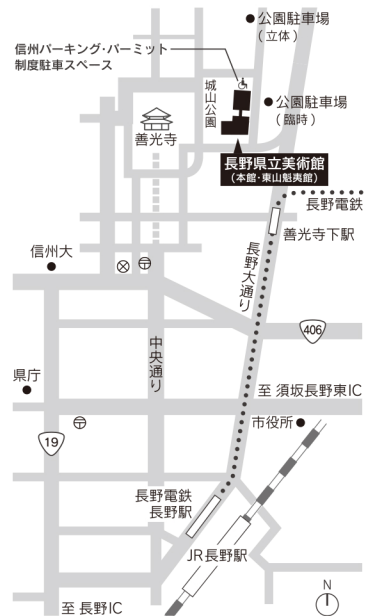 公園駐車場
(立体)
信州パーキング・パーミット
制度駐車スペース
城山公園
公園駐車場
(臨時)
善光寺
長野県立美術館
(本館・東山魁夷館)
長野電鉄
善光寺下駅
信州大
長野大通り
406
中央通り
県庁
至 須坂長野東IC
市役所
19
長野電鉄
長野駅
JR長野駅
N
至 長野IC